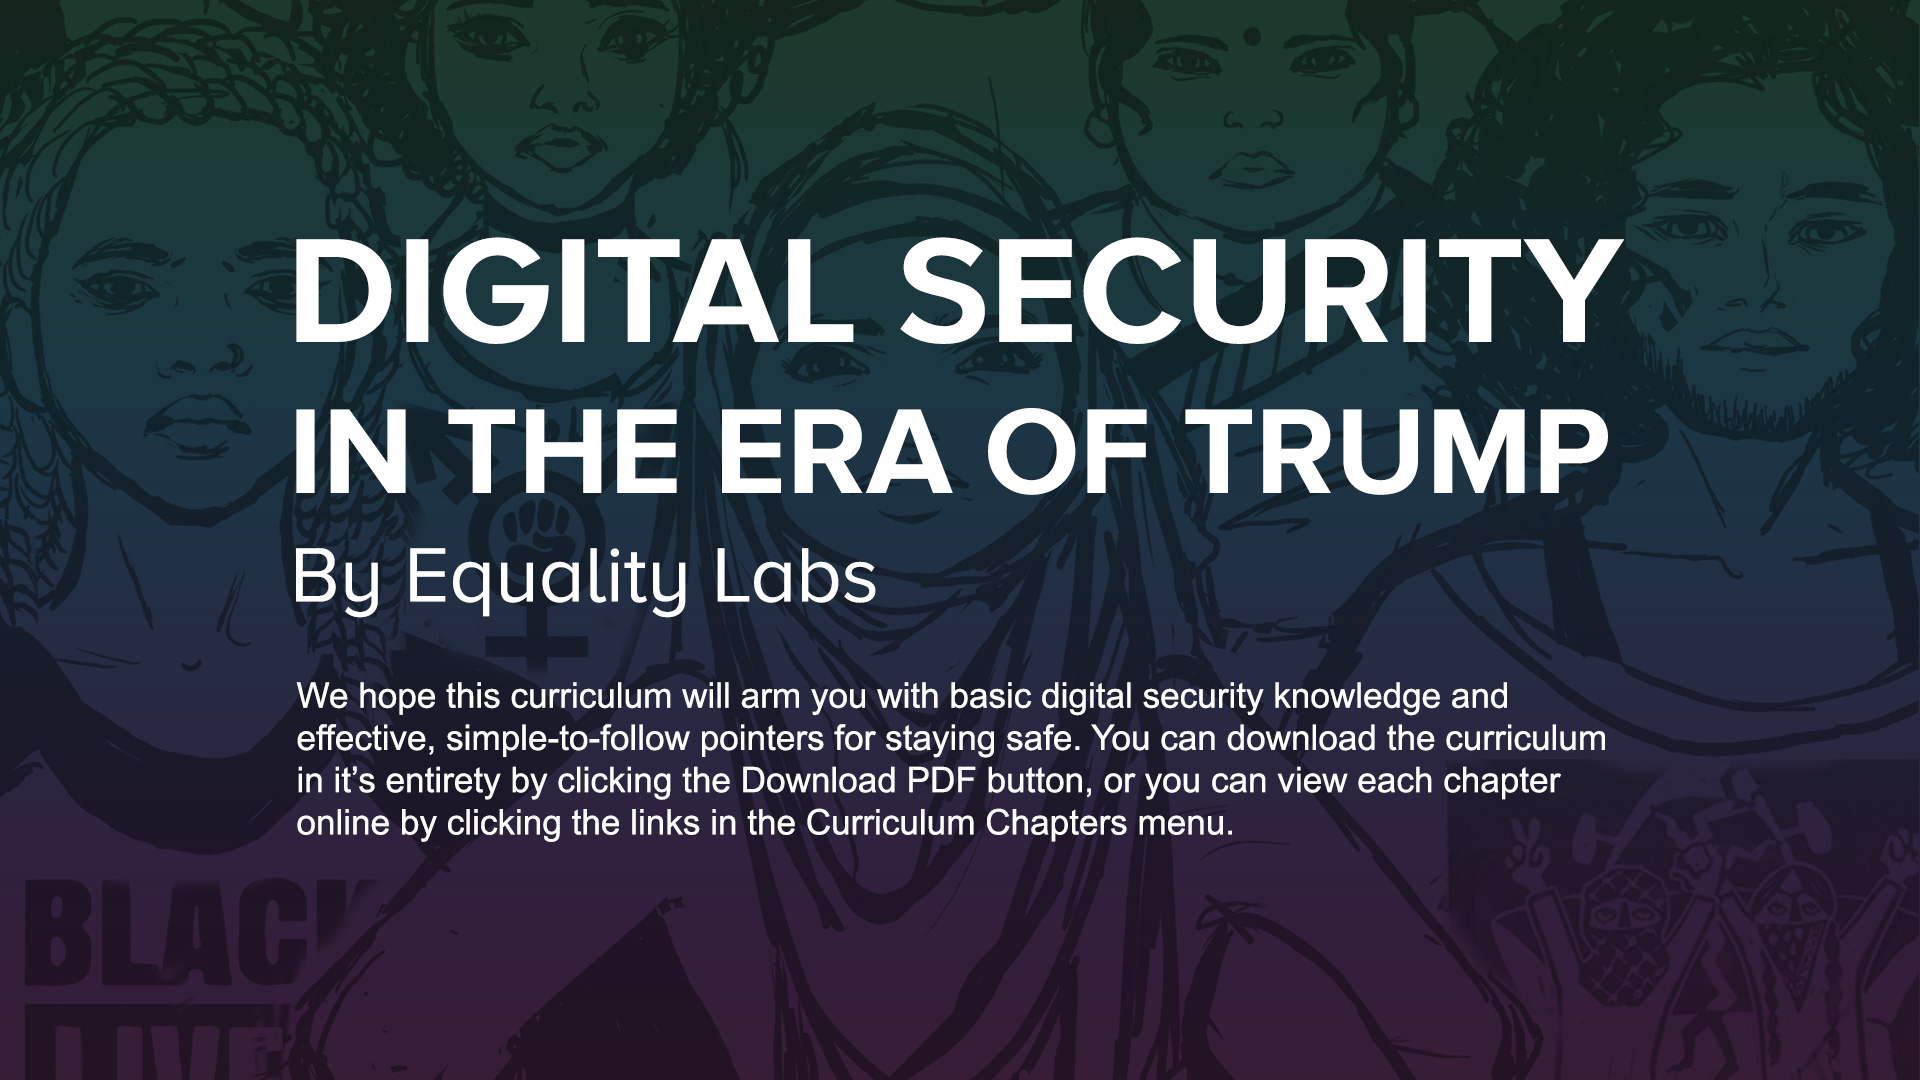 DIGITAL SECURITY
IN THE ERA OF TRUMP
By Equality Labs
We hope this curriculum will arm you with basic digital security knowledge and
effective, simple-to-follow pointers for staying safe. You can download the curriculum
in it’s entirety by clicking the Download PDF button, or you can view each chapter
online by clicking the links in the Curriculum Chapters menu.
BLACK
LIVE